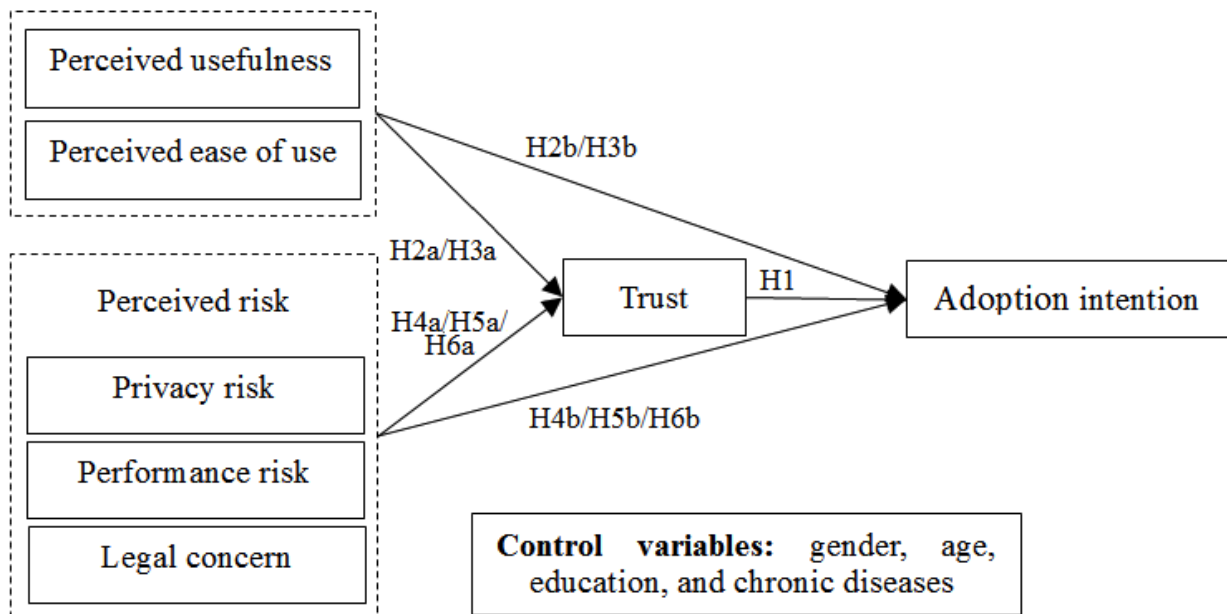 Perceived usefulness
Perceived ease of use
H2b/H3b
H2a/H3a
Perceived risk
H4a/H5a/
H6a
Trust
H1
Adoption intention
Privacy risk
H4b/H5b/H6b
Performance risk
Legal concern
Control variables: gender, age,
education, and chronic diseases